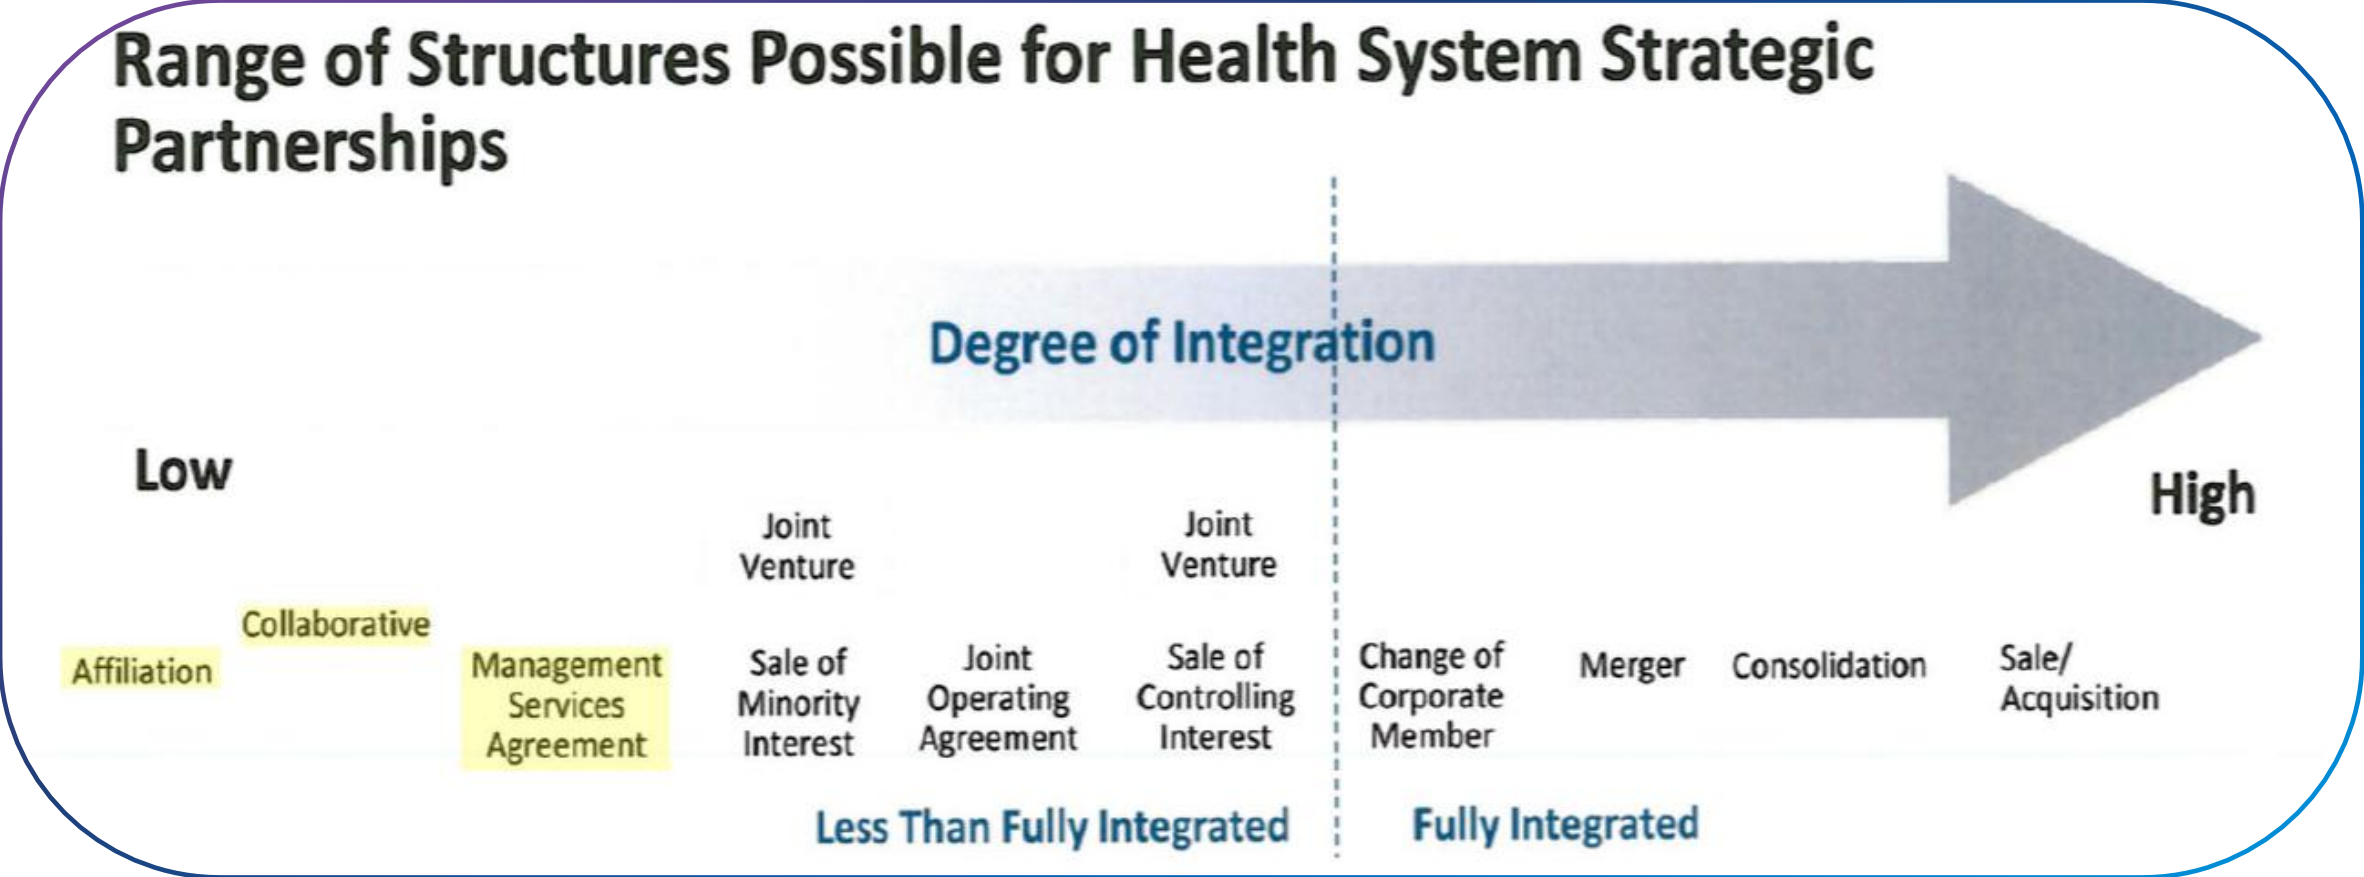 Range of Structures Possible for Health System Strategic
Partnerships
Degree of Integration
Low
High
Joint
Venture
Joint
Venture
Affiliation
Collaborative
Management
Services
Agreement
Sale of
Minority
Interest
Joint
Operating
Agreement
Sale of
Controlling
Interest
Change of
Corporate
Member
Merger
Consolidation
Sale/
Acquisition
Less Than Fully Integrated
Fully Integrated